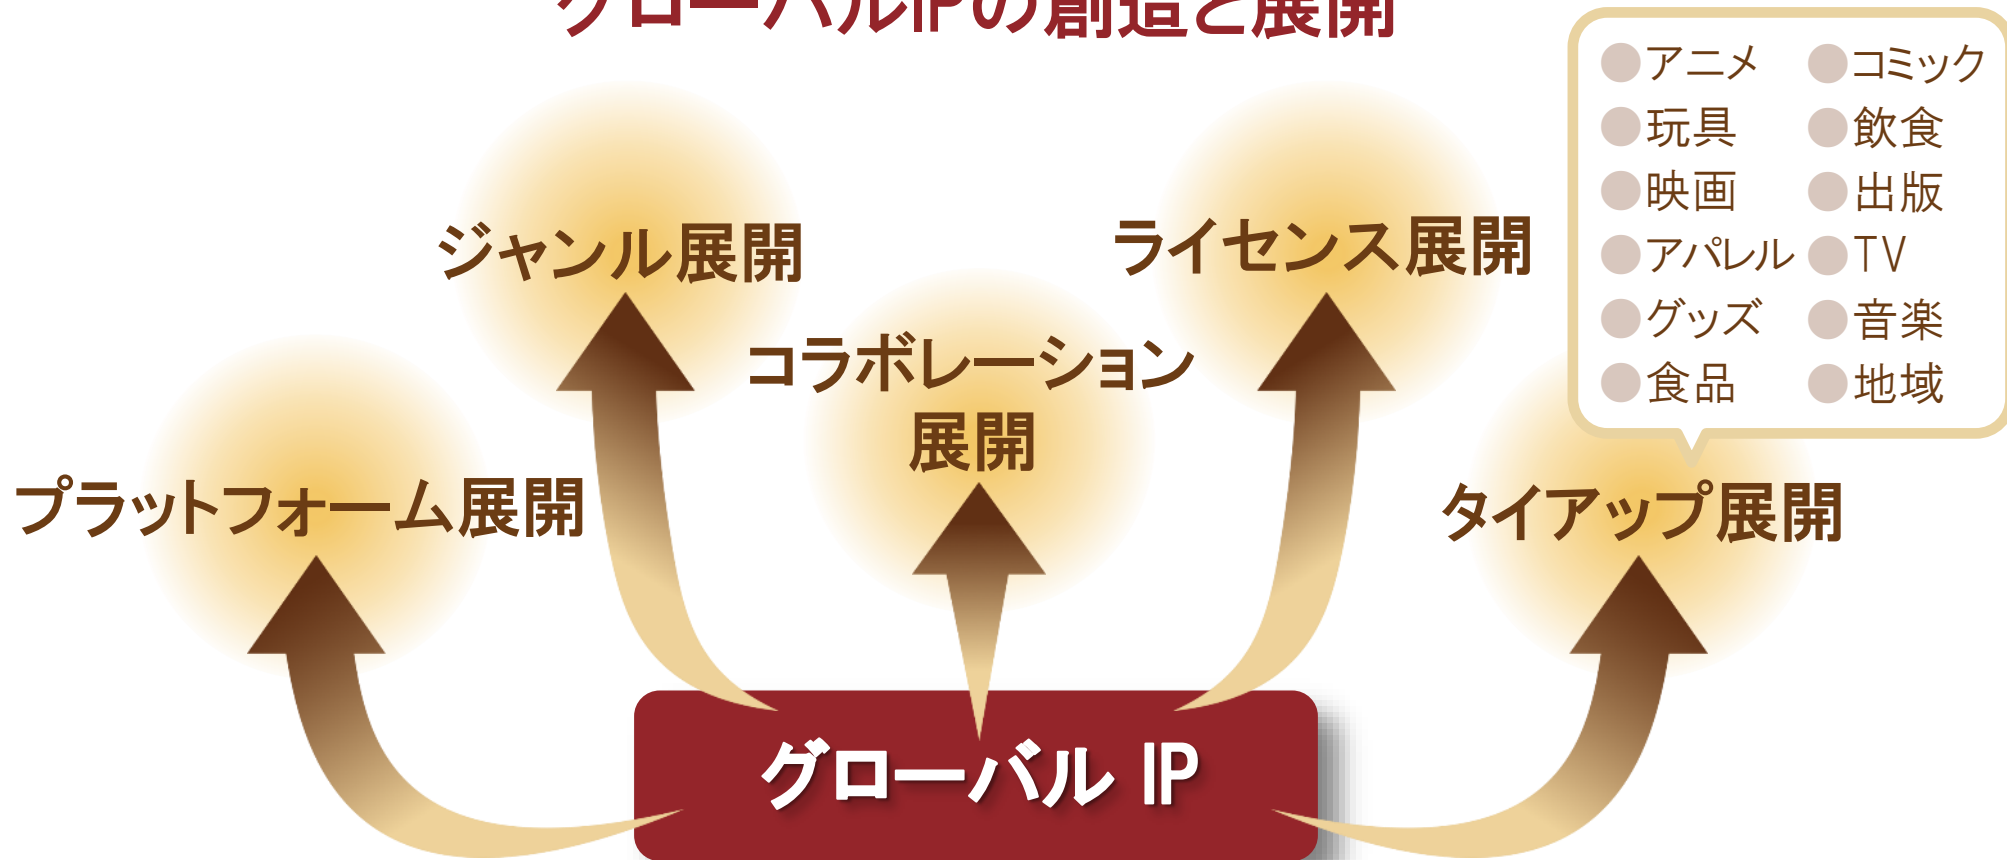 グローバルIPの創造と展開
●アニメ ●コミック
●玩具 ●飲食
●映画 ●出版
●アパレル ●TV
●グッズ ●音楽
●食品 ●地域
ジャンル展開
ライセンス展開
コラボレーション
展開
プラットフォーム展開
タイアップ展開
グローバル IP